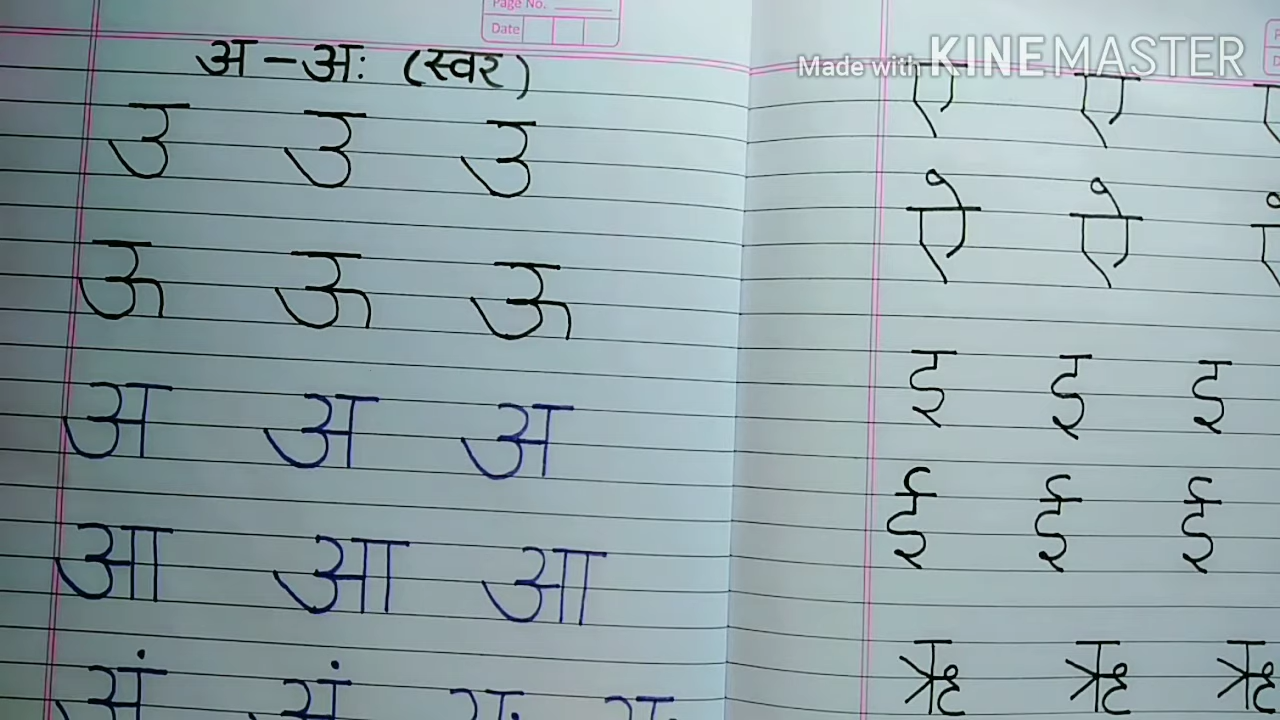 Page No.
Date
अ - अः (स्वर)
उ उ उ
ऊ ऊ ऊ
अ अ अ
आ आ आ
अं अं
Made with KINEMASTER
ए ए
ऐ ऐ
इ इ इ
ई ई ई
ऋ ऋ ऋ